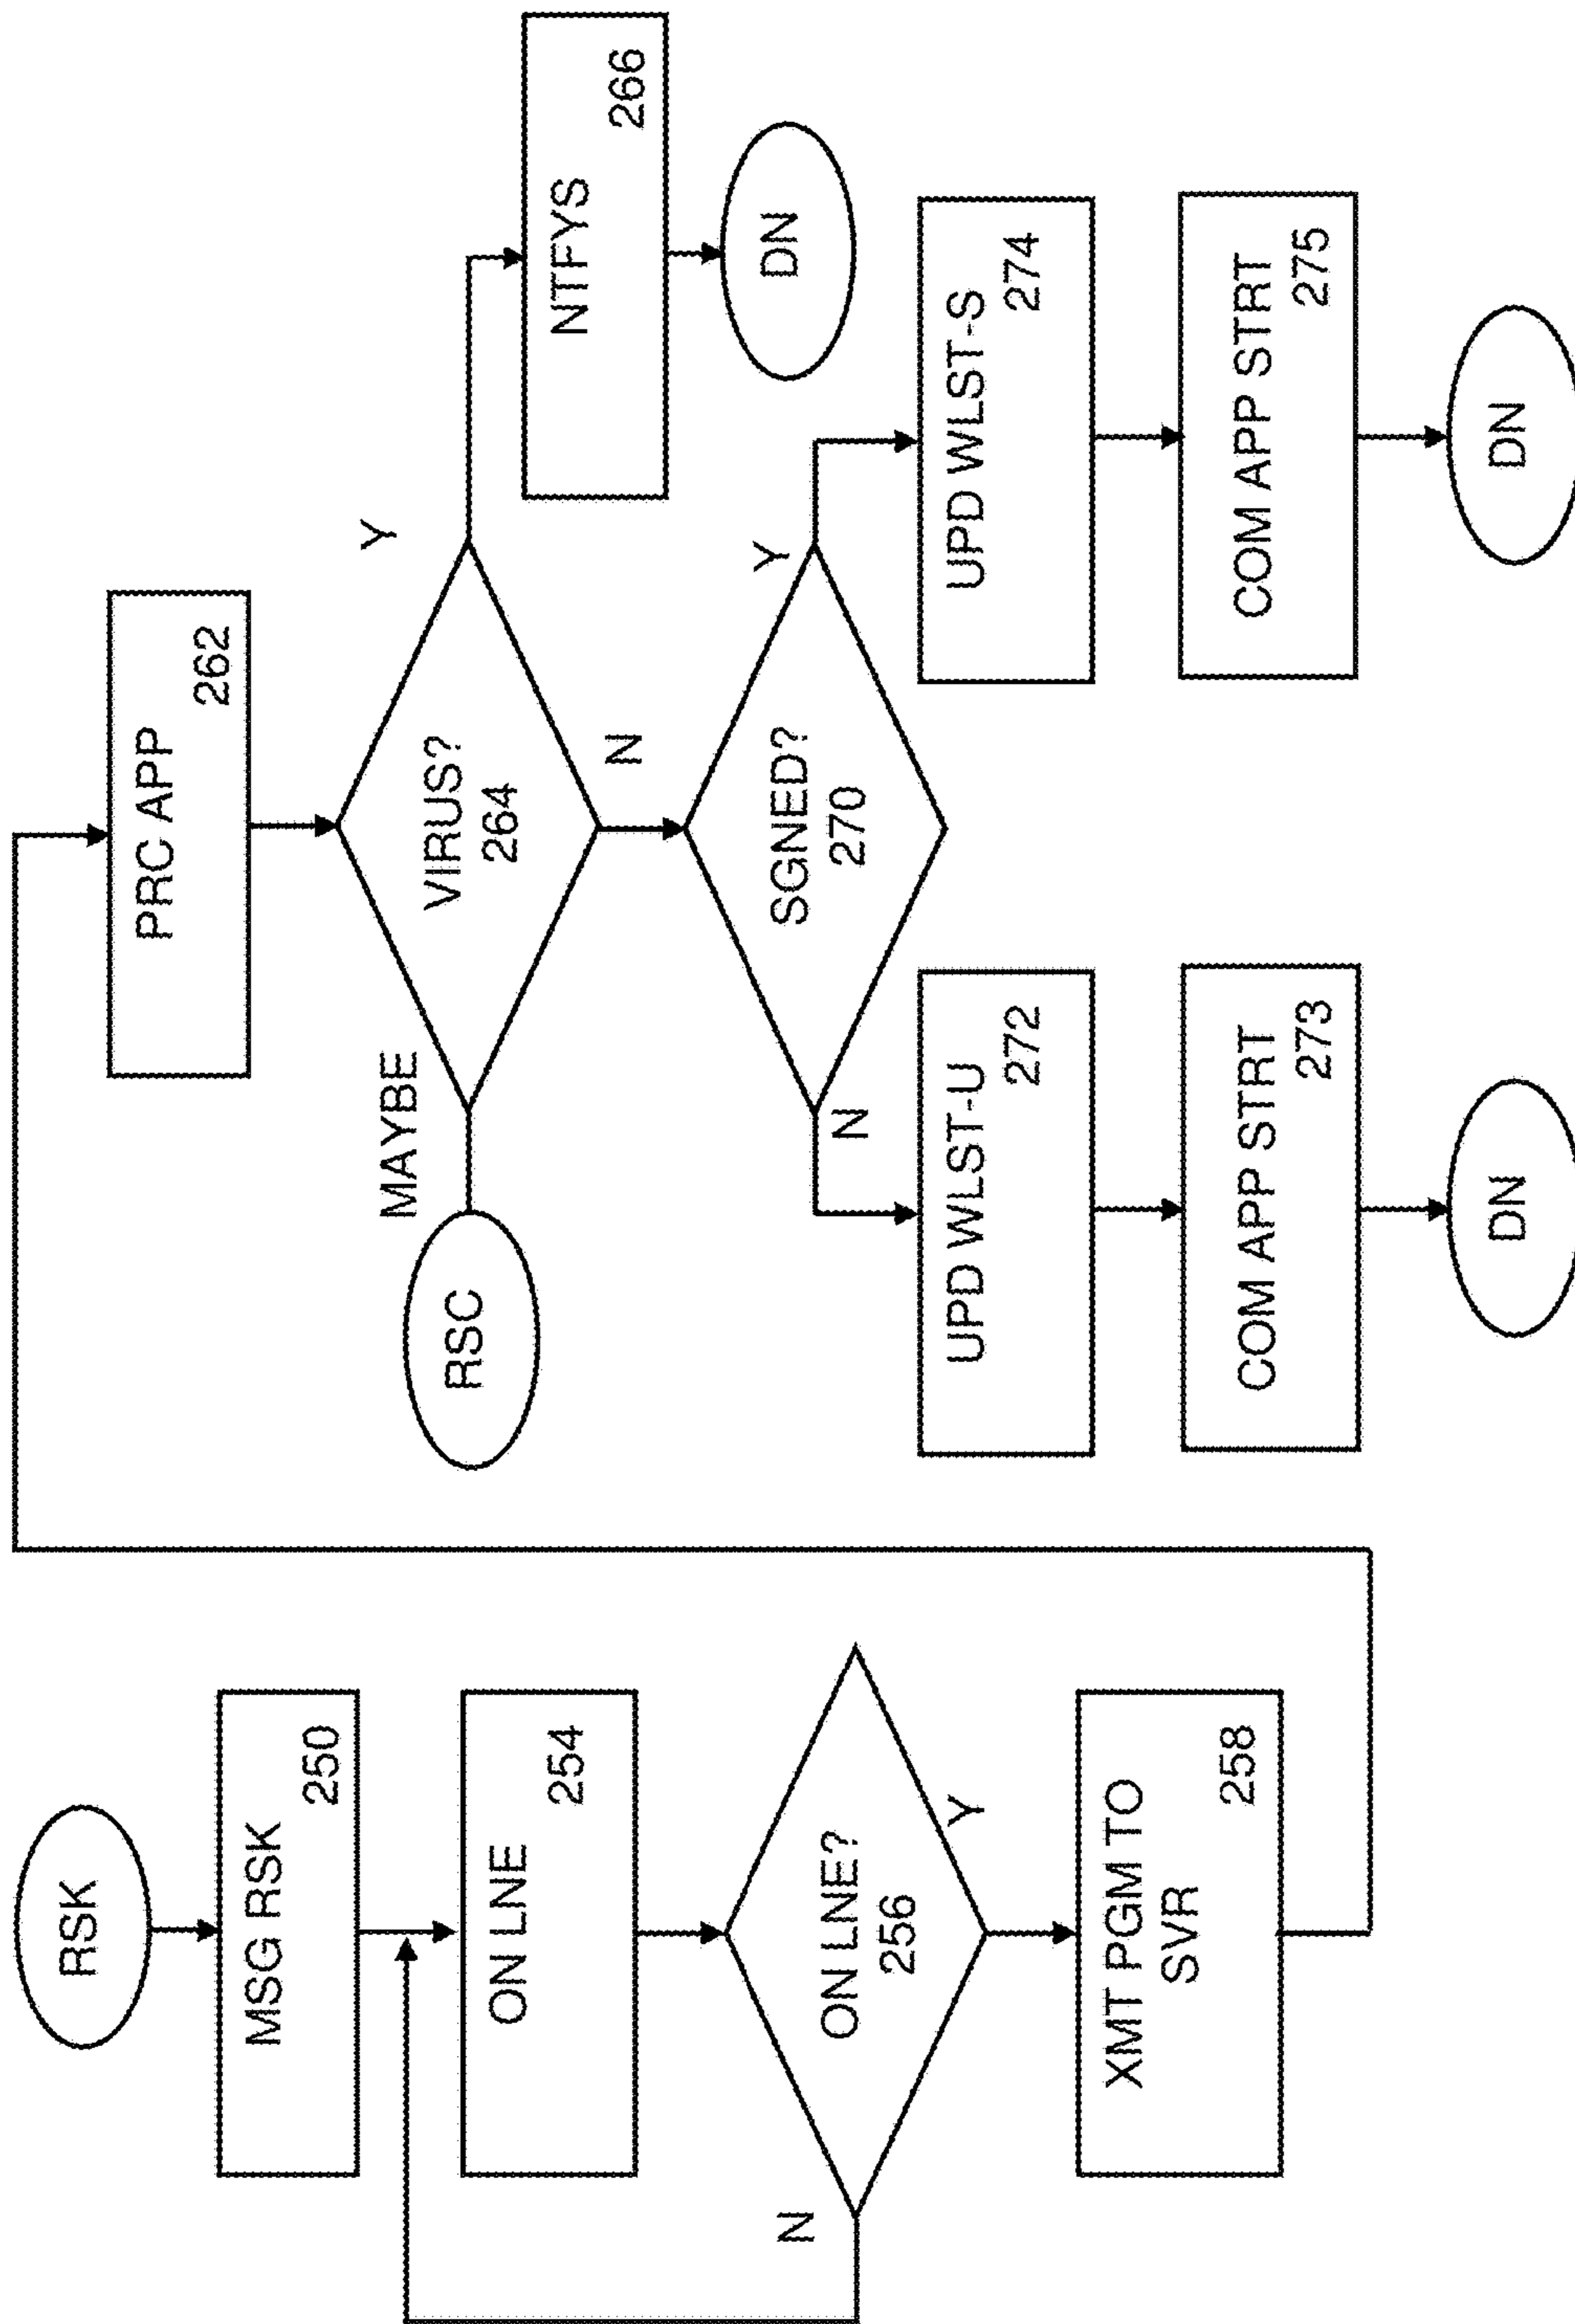 RSK
MSG RSK
250
ON LNE
254
ON LNE?
256
N
Y
XMT PGM TO
SVR
258
PRC APP
262
VIRUS?
264
MAYBE
Y
N
RSC
NTFYS
266
DN
SGNED?
270
N
Y
UPD WLST-U
272
COM APP STRT
273
DN
UPD WLST-S
274
COM APP STRT
275
DN